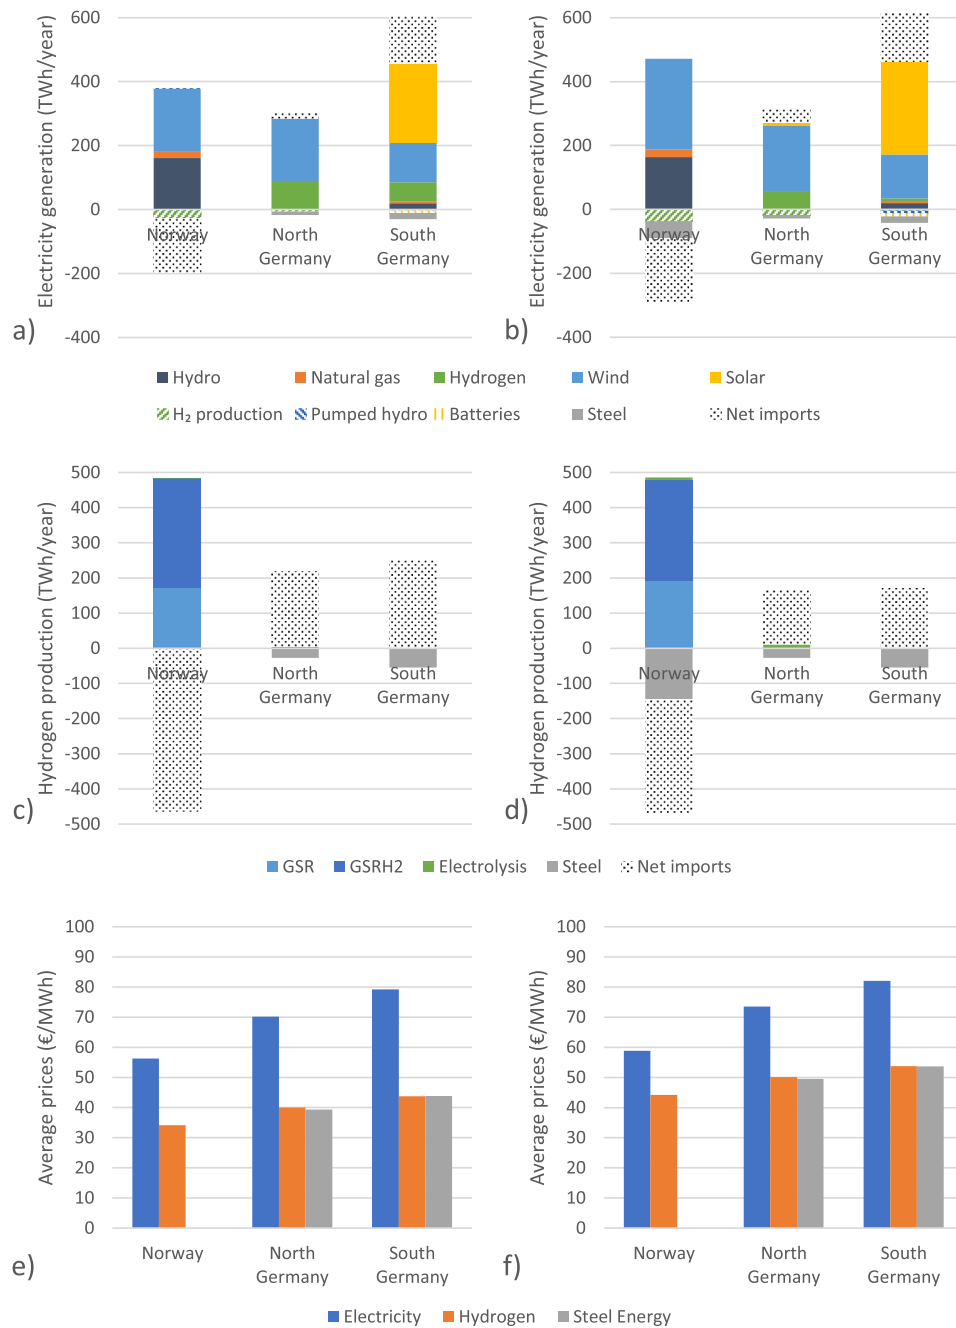 Electricity generation (TWh/year)
600
400
200
0
-200
-400
Norway
North Germany
South Germany
a)
Electricity generation (TWh/year)
600
400
200
0
-200
-400
Norway
North Germany
South Germany
b)
Hydro Natural gas Hydrogen Wind Solar
H₂ production Pumped hydro Batteries Steel Net imports
Hydrogen production (TWh/year)
500
400
300
200
100
0
-100
-200
-300
-400
-500
Norway
North Germany
South Germany
c)
Hydrogen production (TWh/year)
500
400
300
200
100
0
-100
-200
-300
-400
-500
Norway
North Germany
South Germany
d)
GSR GSRH2 Electrolysis Steel Net imports
Average prices (€/MWh)
100
90
80
70
60
50
40
30
20
10
0
Norway
North Germany
South Germany
e)
Average prices (€/MWh)
100
90
80
70
60
50
40
30
20
10
0
Norway
North Germany
South Germany
f)
Electricity Hydrogen Steel Energy